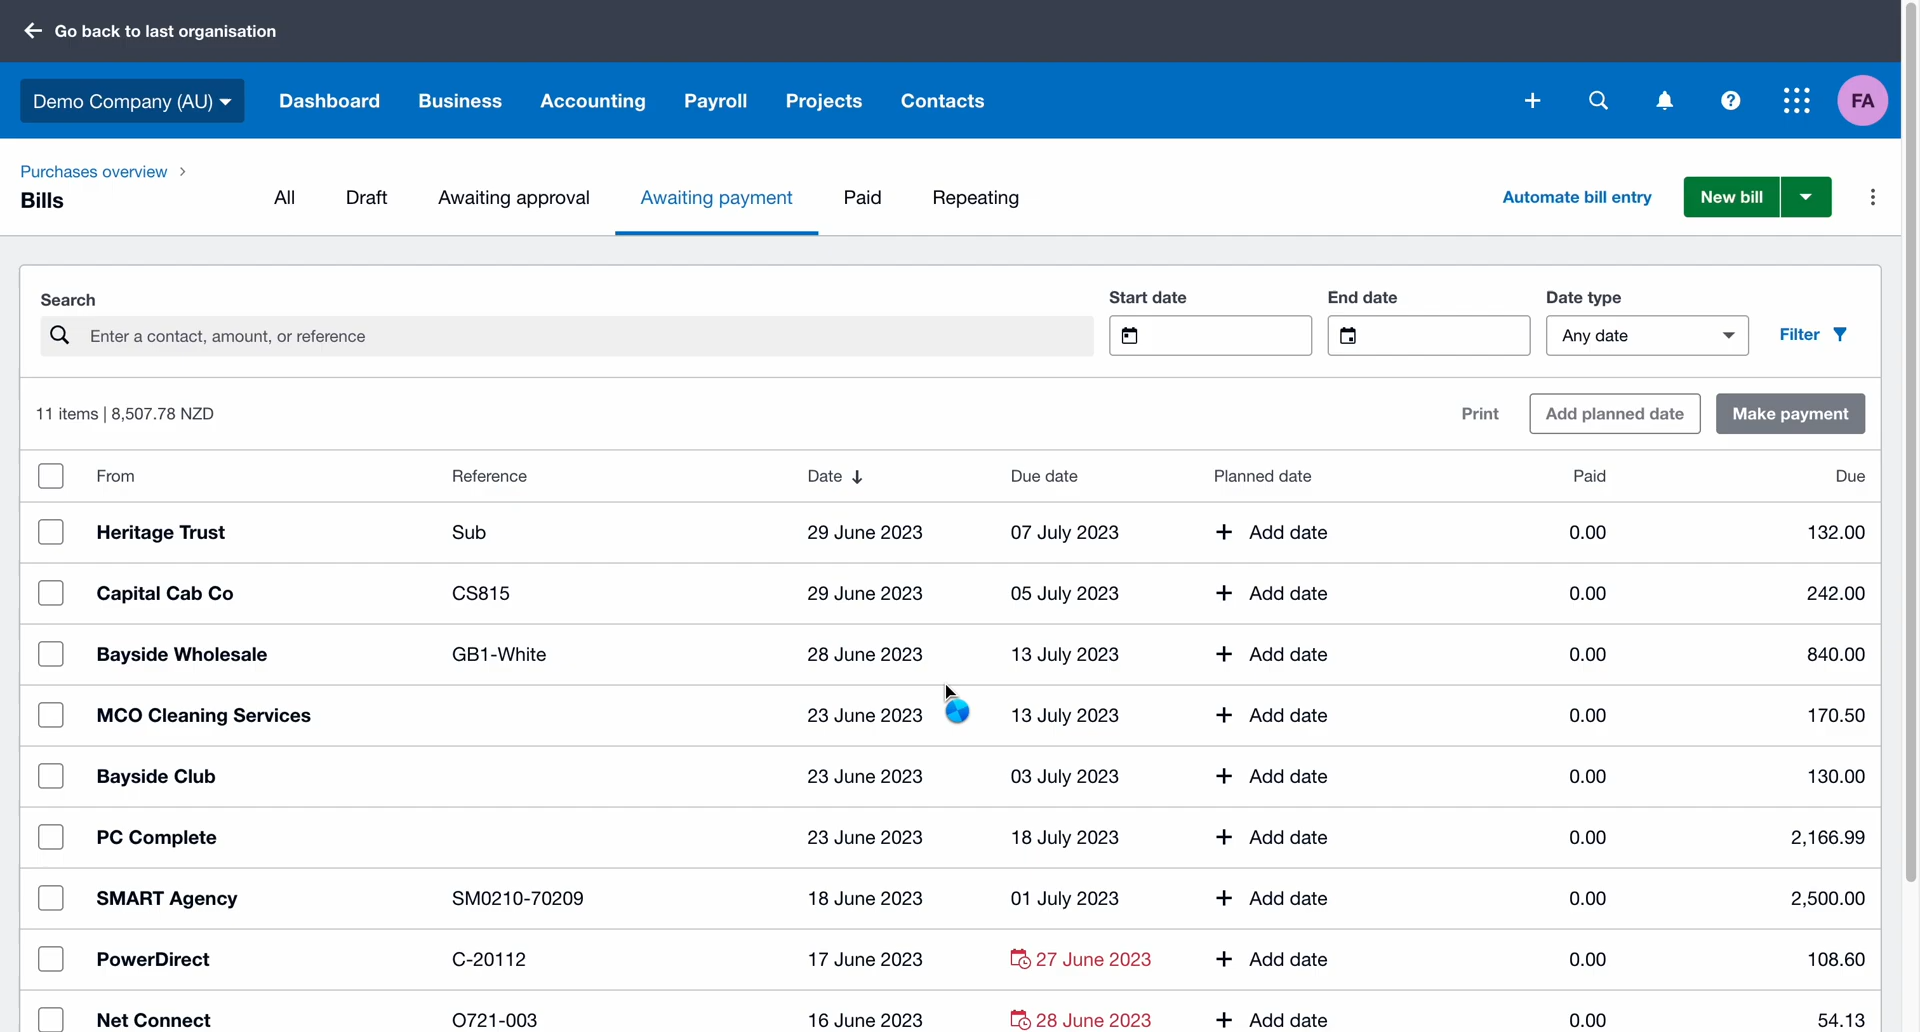 Go back to last organisation
Demo Company (AU) Dashboard Business Accounting Payroll Projects Contacts FA
Purchases overview
Bills All Draft Awaiting approval Awaiting payment Paid Repeating Automate bill entry New bill
Search Start date End date Date type
Enter a contact, amount, or reference Any date Filter
11 items | 8,507.78 NZD Print Add planned date Make payment
From Reference Date Due date Planned date Paid Due
Heritage Trust Sub 29 June 2023 07 July 2023 + Add date 0.00 132.00
Capital Cab Co CS815 29 June 2023 05 July 2023 + Add date 0.00 242.00
Bayside Wholesale GB1-White 28 June 2023 13 July 2023 + Add date 0.00 840.00
MCO Cleaning Services 23 June 2023 13 July 2023 + Add date 0.00 170.50
Bayside Club 23 June 2023 03 July 2023 + Add date 0.00 130.00
PC Complete 23 June 2023 18 July 2023 + Add date 0.00 2,166.99
SMART Agency SM0210-70209 18 June 2023 01 July 2023 + Add date 0.00 2,500.00
PowerDirect C-20112 17 June 2023 27 June 2023 + Add date 0.00 108.60
Net Connect O721-003 16 June 2023 28 June 2023 + Add date 0.00 54.13